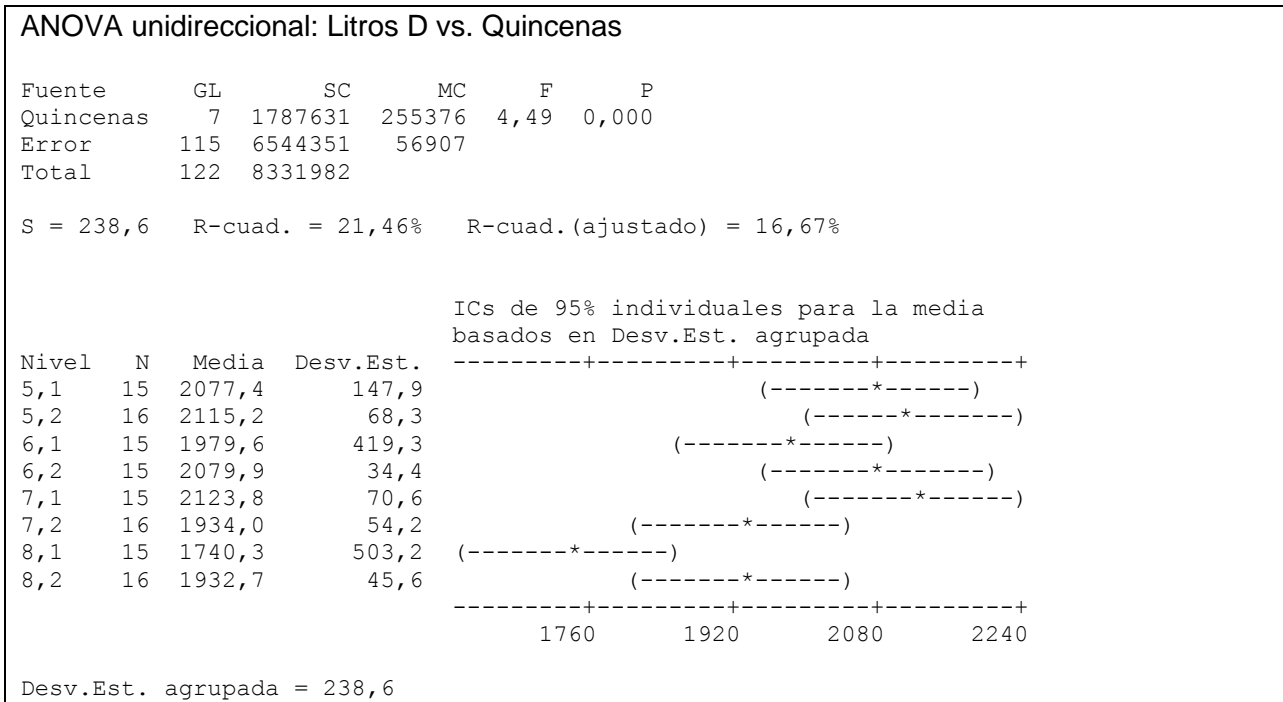 ANOVA unidireccional: Litros D vs. Quincenas
Fuente GL SC MC F P
Quincenas 7 1787631 255376 4,49 0,000
Error 115 6544351 56907
Total 122 8331982
S = 238,6 R-cuad. = 21,46% R-cuad.(ajustado) = 16,67%
ICs de 95% individuales para la media
basados en Desv.Est. agrupada
Nivel N Media Desv.Est. ---------+---------+---------+---------+
5,1 15 2077,4 147,9 (-------*------)
5,2 16 2115,2 68,3 (------*-------)
6,1 15 1979,6 419,3 (-------*------)
6,2 15 2079,9 34,4 (-------*-------)
7,1 15 2123,8 70,6 (-------*------)
7,2 16 1934,0 54,2 (-------*------)
8,1 15 1740,3 503,2 (-------*------)
8,2 16 1932,7 45,6 (-------*------)
---------+---------+---------+---------+
1760 1920 2080 2240
Desv.Est. agrupada = 238,6